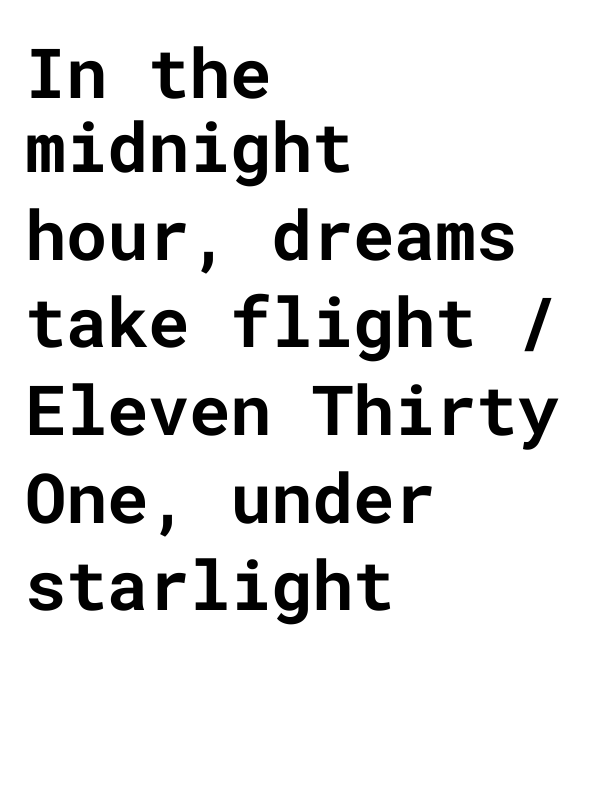 In the
midnight
hour, dreams
take flight /
Eleven Thirty
One, under
starlight